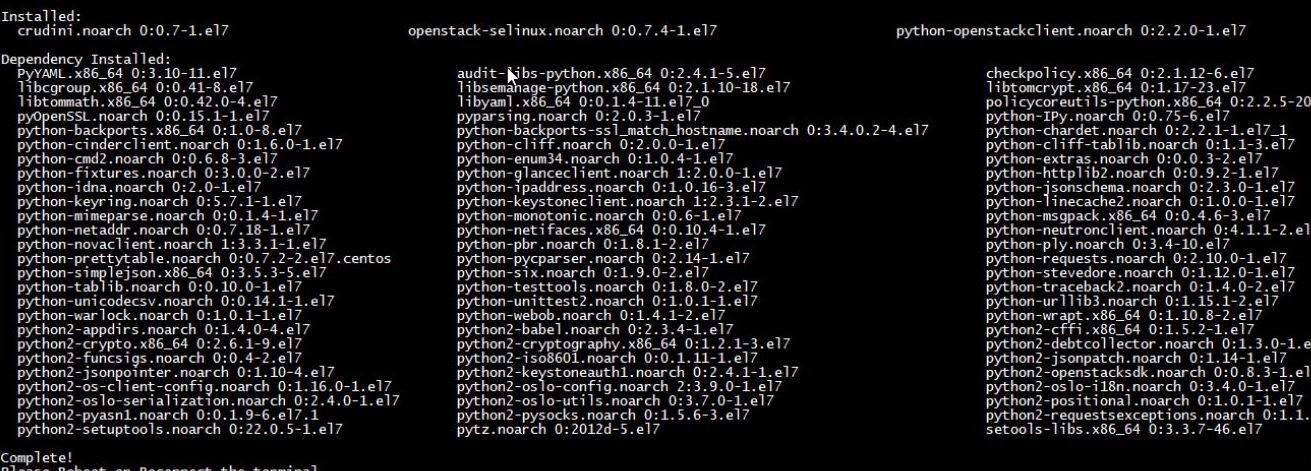 Installed:
crudini.noarch 0:0.7-1.el7 openstack-selinux.noarch 0:0.7.4-1.el7 python-openstackclient.noarch 0:2.2.0-1.el7
Dependency Installed:
PyYAML.x86_64 0:3.10-11.el7 audit-libs-python.x86_64 0:2.4.1-5.el7 checkpolicy.x86_64 0:2.1.12-6.el7
libcgroup.x86_64 0:0.41-8.el7 libsemanage-python.x86_64 0:2.1.10-18.el7 libtomcrypt.x86_64 0:1.17-23.el7
libtommath.x86_64 0:0.42.0-4.el7 libyaml.x86_64 0:0.1.4-11.el7_0 policycoreutils-python.x86_64 0:2.2.5-20
pyOpenSSL.noarch 0:0.15.1-1.el7 pyparsing.noarch 0:2.0.3-1.el7 python-IPy.noarch 0:0.75-6.el7
python-backports.x86_64 0:1.0-8.el7 python-backports-ssl_match_hostname.noarch 0:3.4.0.2-4.el7 python-chardet.noarch 0:2.2.1-1.el7_1
python-cinderclient.noarch 0:1.6.0-1.el7 python-cliff.noarch 0:2.0.0-1.el7 python-cliff-tablib.noarch 0:1.1-3.el7
python-cmd2.noarch 0:0.6.8-3.el7 python-enum34.noarch 0:1.0.4-1.el7 python-extras.noarch 0:0.0.3-2.el7
python-fixtures.noarch 0:3.0.0-2.el7 python-glanceclient.noarch 1:2.0.0-1.el7 python-httplib2.noarch 0:0.9.2-1.el7
python-idna.noarch 0:2.0-1.el7 python-ipaddress.noarch 0:1.0.16-3.el7 python-jsonschema.noarch 0:2.3.0-1.el7
python-keyring.noarch 0:5.7.1-1.el7 python-keystoneclient.noarch 1:2.3.1-2.el7 python-linecache2.noarch 0:1.0.0-1.el7
python-mimeparse.noarch 0:0.1.4-1.el7 python-monotonic.noarch 0:0.6-1.el7 python-msgpack.x86_64 0:0.4.6-3.el7
python-netaddr.noarch 0:0.7.18-1.el7 python-netifaces.x86_64 0:0.10.4-1.el7 python-neutronclient.noarch 0:4.1.1-2.el
python-novaclient.noarch 1:3.3.1-1.el7 python-pbr.noarch 0:1.8.1-2.el7 python-ply.noarch 0:3.4-10.el7
python-prettytable.noarch 0:0.7.2-2.el7.centos python-pycparser.noarch 0:2.14-1.el7 python-requests.noarch 0:2.10.0-1.el7
python-simplejson.x86_64 0:3.5.3-5.el7 python-six.noarch 0:1.9.0-2.el7 python-stevedore.noarch 0:1.12.0-1.el7
python-tablib.noarch 0:0.10.0-1.el7 python-testtools.noarch 0:1.8.0-2.el7 python-traceback2.noarch 0:1.4.0-2.el7
python-unicodecsv.noarch 0:0.14.1-1.el7 python-unittest2.noarch 0:1.0.1-1.el7 python-urllib3.noarch 0:1.15.1-2.el7
python-warlock.noarch 0:1.0.1-1.el7 python-webob.noarch 0:1.4.1-2.el7 python-wrapt.x86_64 0:1.10.8-2.el7
python2-appdirs.noarch 0:1.4.0-4.el7 python2-babel.noarch 0:2.3.4-1.el7 python2-cffi.x86_64 0:1.5.2-1.el7
python2-crypto.x86_64 0:2.6.1-9.el7 python2-cryptography.x86_64 0:1.2.1-3.el7 python2-debtcollector.noarch 0:1.3.0-1.e
python2-funcsigs.noarch 0:0.4-2.el7 python2-iso8601.noarch 0:0.1.11-1.el7 python2-jsonpatch.noarch 0:1.14-1.el7
python2-jsonpointer.noarch 0:1.10-4.el7 python2-keystoneauth1.noarch 0:2.4.1-1.el7 python2-openstacksdk.noarch 0:0.8.3-1.el
python2-os-client-config.noarch 0:1.16.0-1.el7 python2-oslo-config.noarch 2:3.9.0-1.el7 python2-oslo-i18n.noarch 0:3.4.0-1.el7
python2-oslo-serialization.noarch 0:2.4.0-1.el7 python2-oslo-utils.noarch 0:3.7.0-1.el7 python2-positional.noarch 0:1.0.1-1.el7
python2-pyasn1.noarch 0:0.1.9-6.el7.1 python2-pysocks.noarch 0:1.5.6-3.el7 python2-requestsexceptions.noarch 0:1.1.
python2-setuptools.noarch 0:22.0.5-1.el7 pytz.noarch 0:2012d-5.el7 setools-libs.x86_64 0:3.3.7-46.el7
Complete!
Please Reboot or Reconnect the terminal